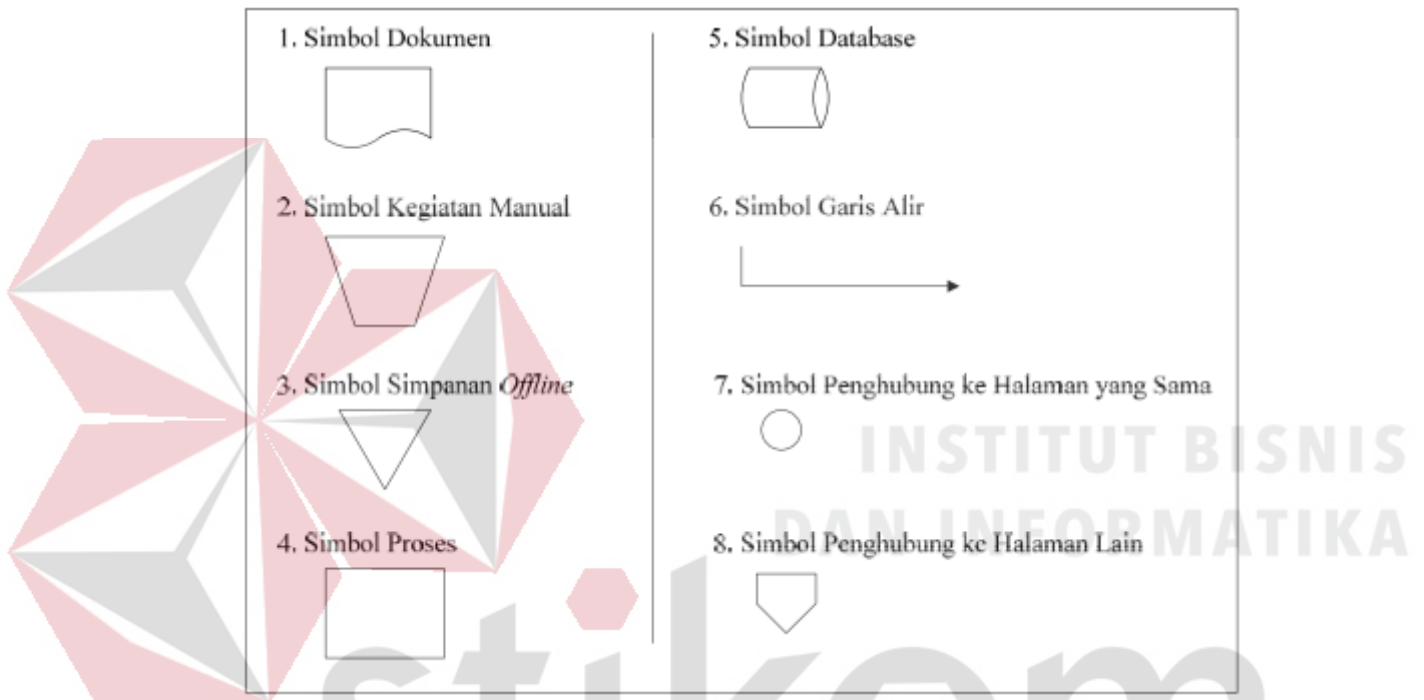 1. Simbol Dokumen
2. Simbol Kegiatan Manual
3. Simbol Simpanan Offline
4. Simbol Proses
5. Simbol Database
6. Simbol Garis Alir
7. Simbol Penghubung ke Halaman yang Sama
8. Simbol Penghubung ke Halaman Lain
INSTITUT BISNIS
DAN INFORMATIKA
stikom